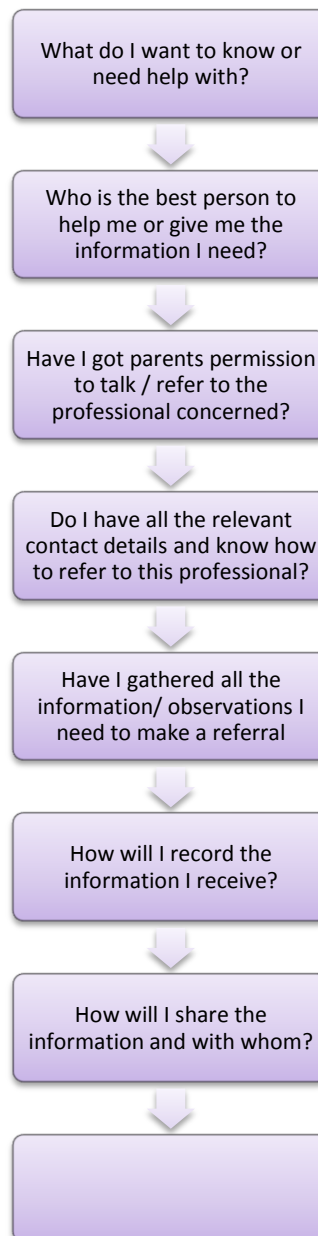 What do I want to know or
need help with?
Who is the best person to
help me or give me the
information I need?
Have I got parents permission
to talk / refer to the
professional concerned?
Do I have all the relevant
contact details and know how
to refer to this professional?
Have I gathered all the
information/ observations I
need to make a referral
How will I record the
information I receive?
How will I share the
information and with whom?